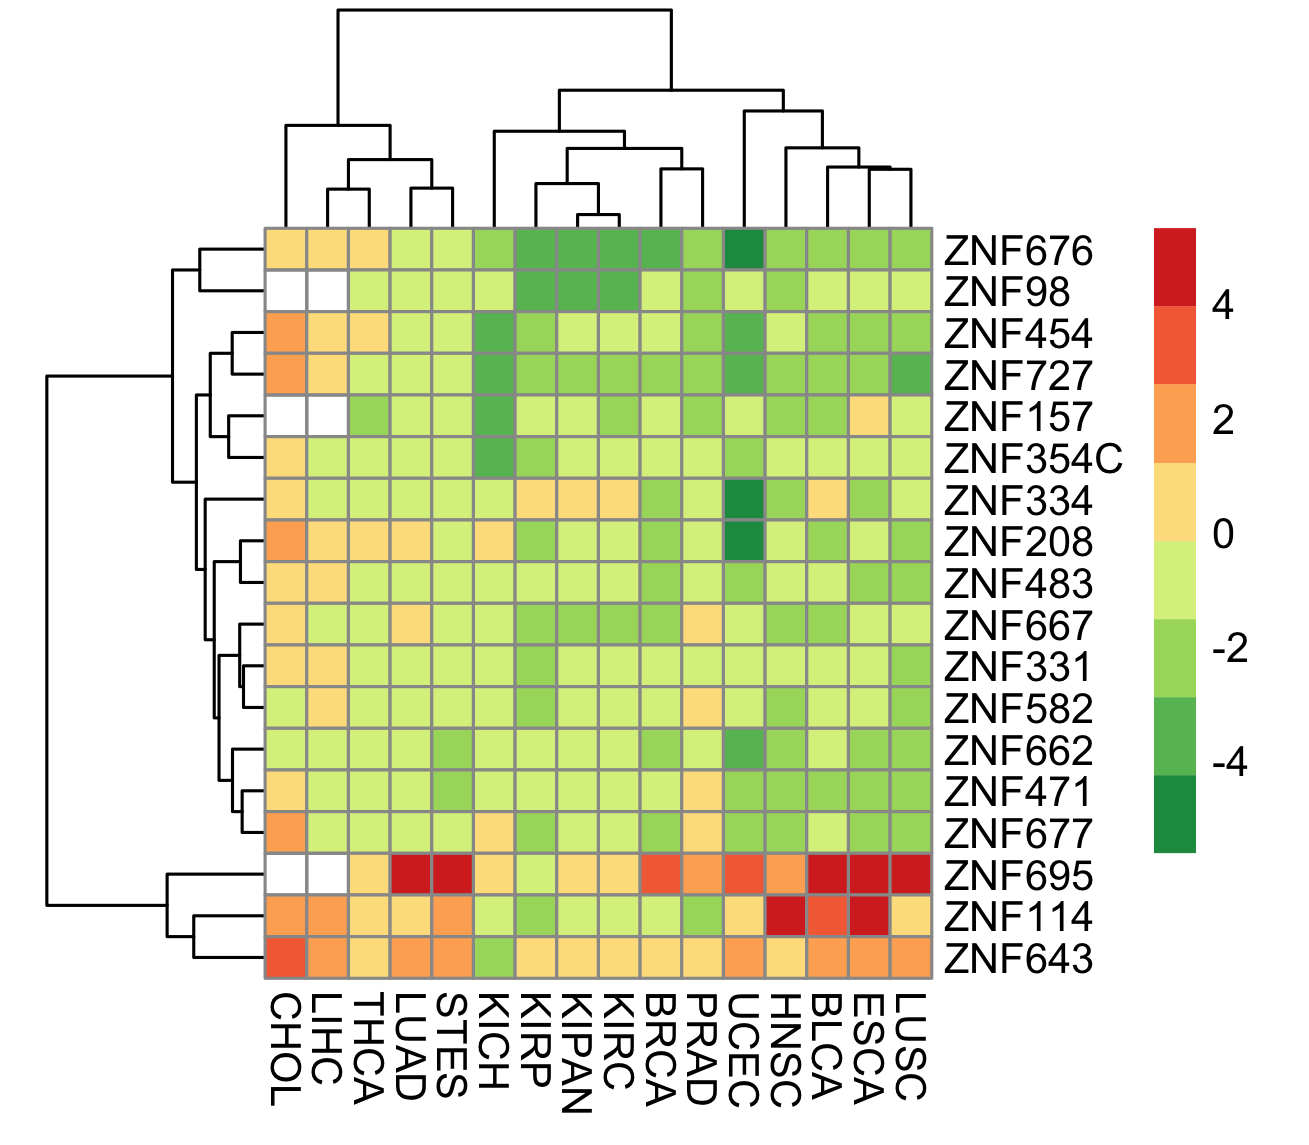 ZNF676
ZNF98
ZNF454
ZNF727
ZNF157
ZNF354C
ZNF334
ZNF208
ZNF483
ZNF667
ZNF331
ZNF582
ZNF662
ZNF471
ZNF677
ZNF695
ZNF114
ZNF643
4
2
0
-2
-4
CHOL
LIHC
THCA
LUAD
STES
KICH
KIRP
KIPAN
KIRC
BRCA
PRAD
UCEC
HNSC
BLCA
ESCA
LUSC